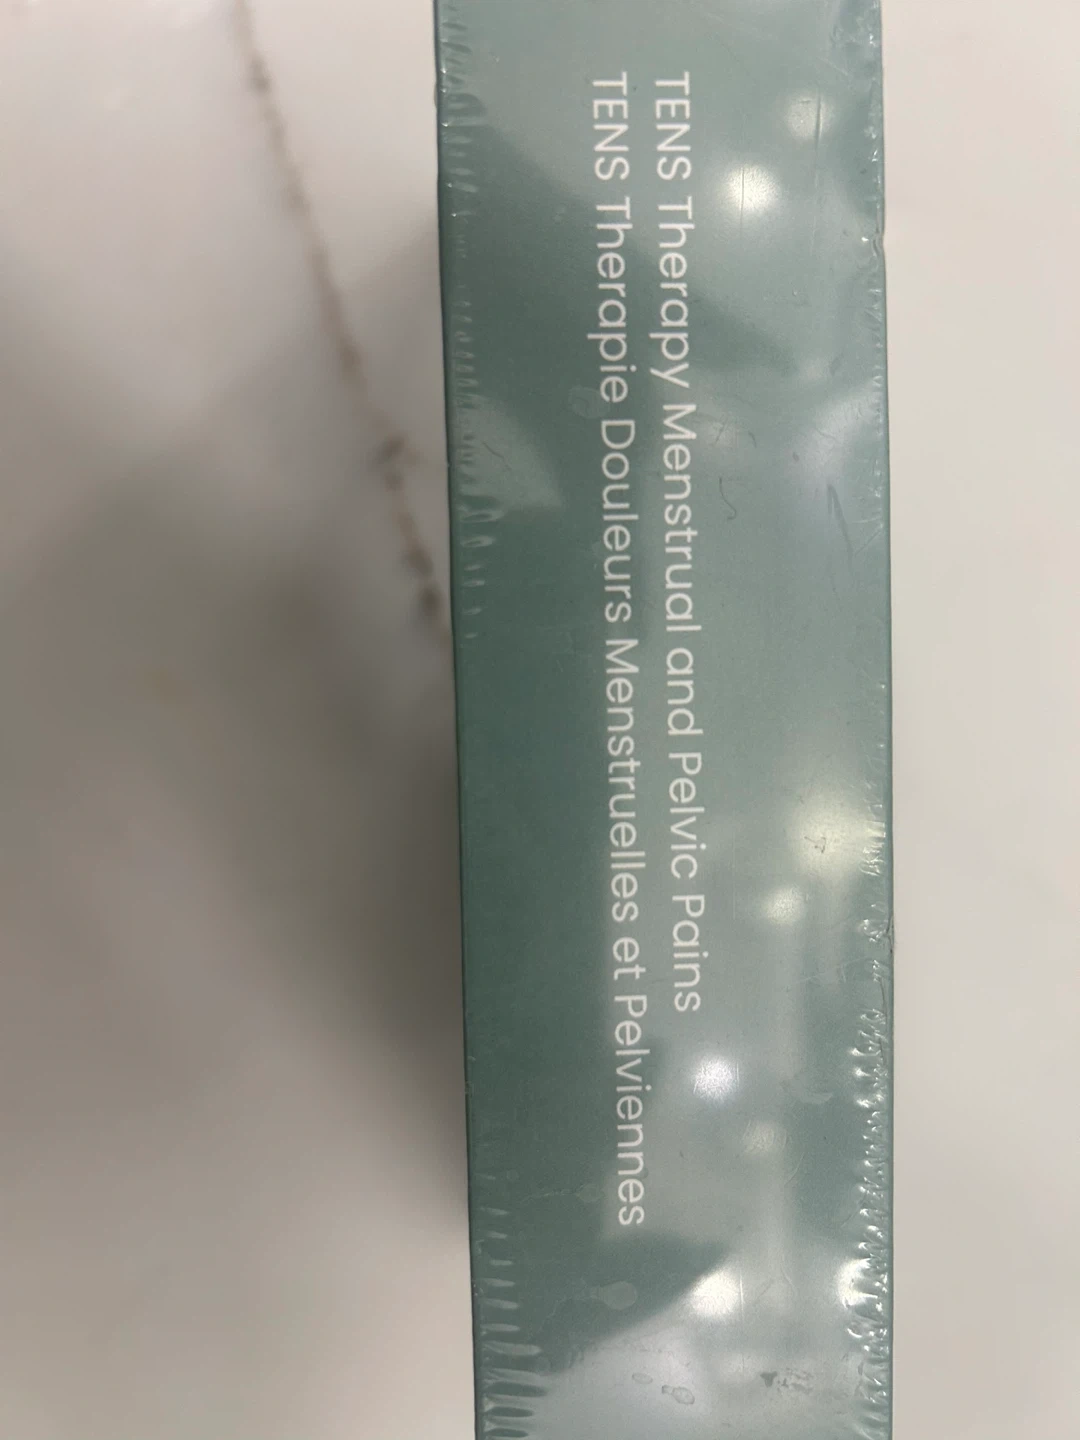 TENS Therapy Menstrual and Pelvic Pains
TENS Therapie Douleurs Menstruelles et Pelviennes